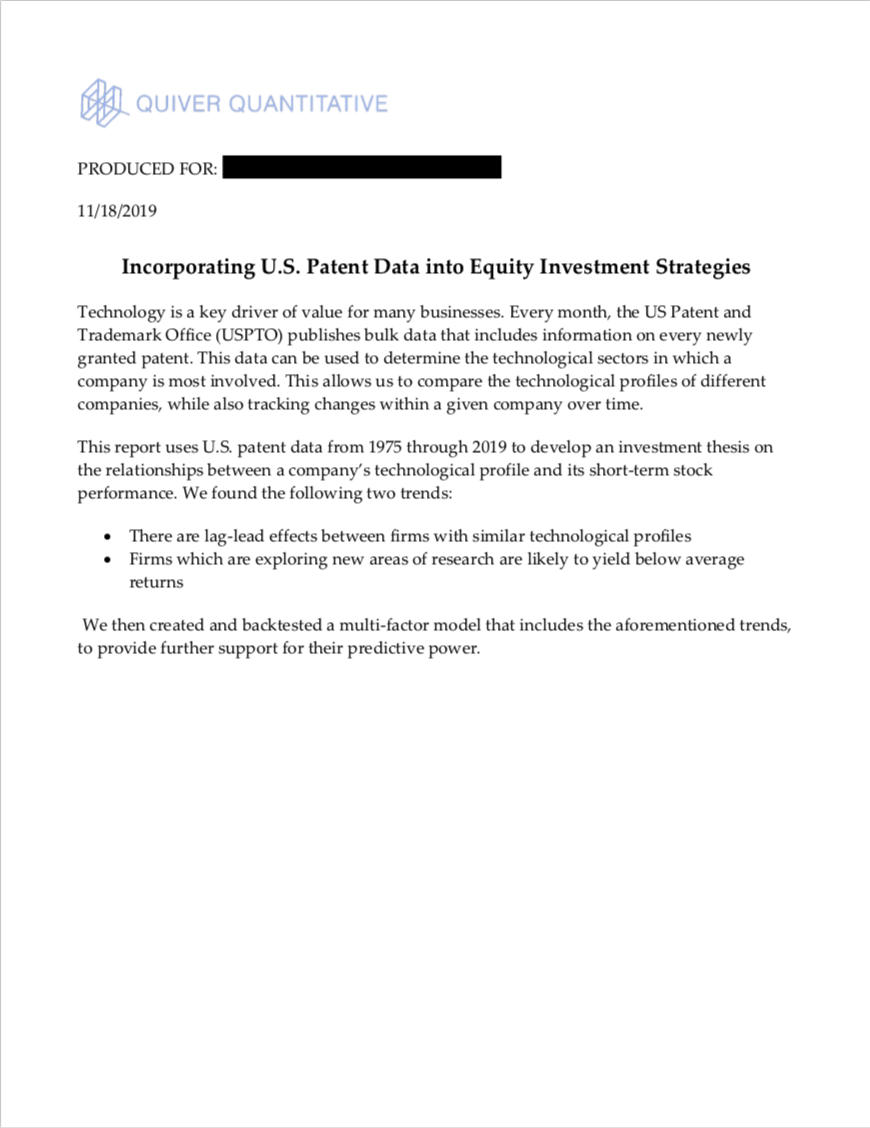 QUIVER QUANTITATIVE
PRODUCED FOR:
11/18/2019
Incorporating U.S. Patent Data into Equity Investment Strategies
Technology is a key driver of value for many businesses. Every month, the US Patent and
Trademark Office (USPTO) publishes bulk data that includes information on every newly
granted patent. This data can be used to determine the technological sectors in which a
company is most involved. This allows us to compare the technological profiles of different
companies, while also tracking changes within a given company over time.
This report uses U.S. patent data from 1975 through 2019 to develop an investment thesis on
the relationships between a company's technological profile and its short-term stock
performance. We found the following two trends:
• There are lag-lead effects between firms with similar technological profiles
• Firms which are exploring new areas of research are likely to yield below average
returns
We then created and backtested a multi-factor model that includes the aforementioned trends,
to provide further support for their predictive power.